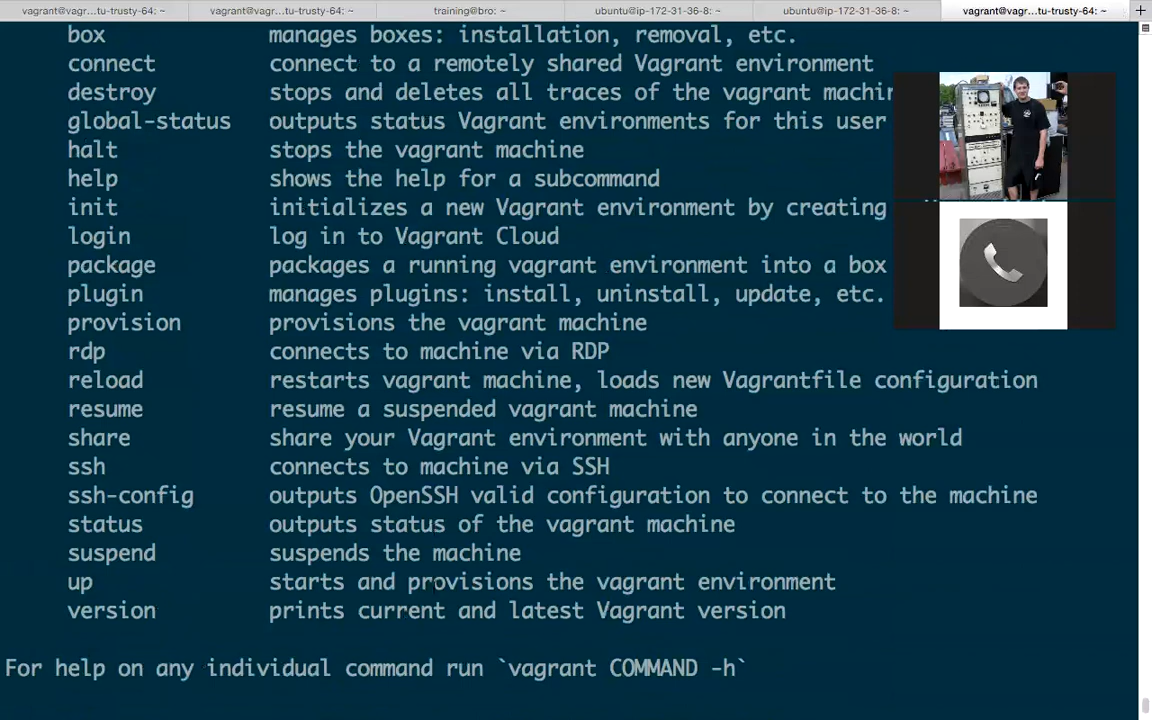 vagrant@vagr...tu-trusty-64: ~ vagrant@vagr...tu-trusty-64: ~ training@bro: ~ ubuntu@ip-172-31-36-8: ~ ubuntu@ip-172-31-36-8: ~ vagrant@vagr...tu-trusty-64: ~
box manages boxes: installation, removal, etc.
connect connect to a remotely shared Vagrant environment
destroy stops and deletes all traces of the vagrant
global-status outputs status Vagrant environments for this user
halt stops the vagrant machine
help shows the help for a subcommand
init initializes a new Vagrant environment by creating
login log in to Vagrant Cloud
package packages a running vagrant environment into a box
plugin manages plugins: install, uninstall, update, etc.
provision provisions the vagrant machine
rdp connects to machine via RDP
reload restarts vagrant machine, loads new Vagrantfile configuration
resume resume a suspended vagrant machine
share share your Vagrant environment with anyone in the world
ssh connects to machine via SSH
ssh-config outputs OpenSSH valid configuration to connect to the machine
status outputs status of the vagrant machine
suspend suspends the machine
up starts and provisions the vagrant environment
version prints current and latest Vagrant version
For help on any individual command run `vagrant COMMAND -h`